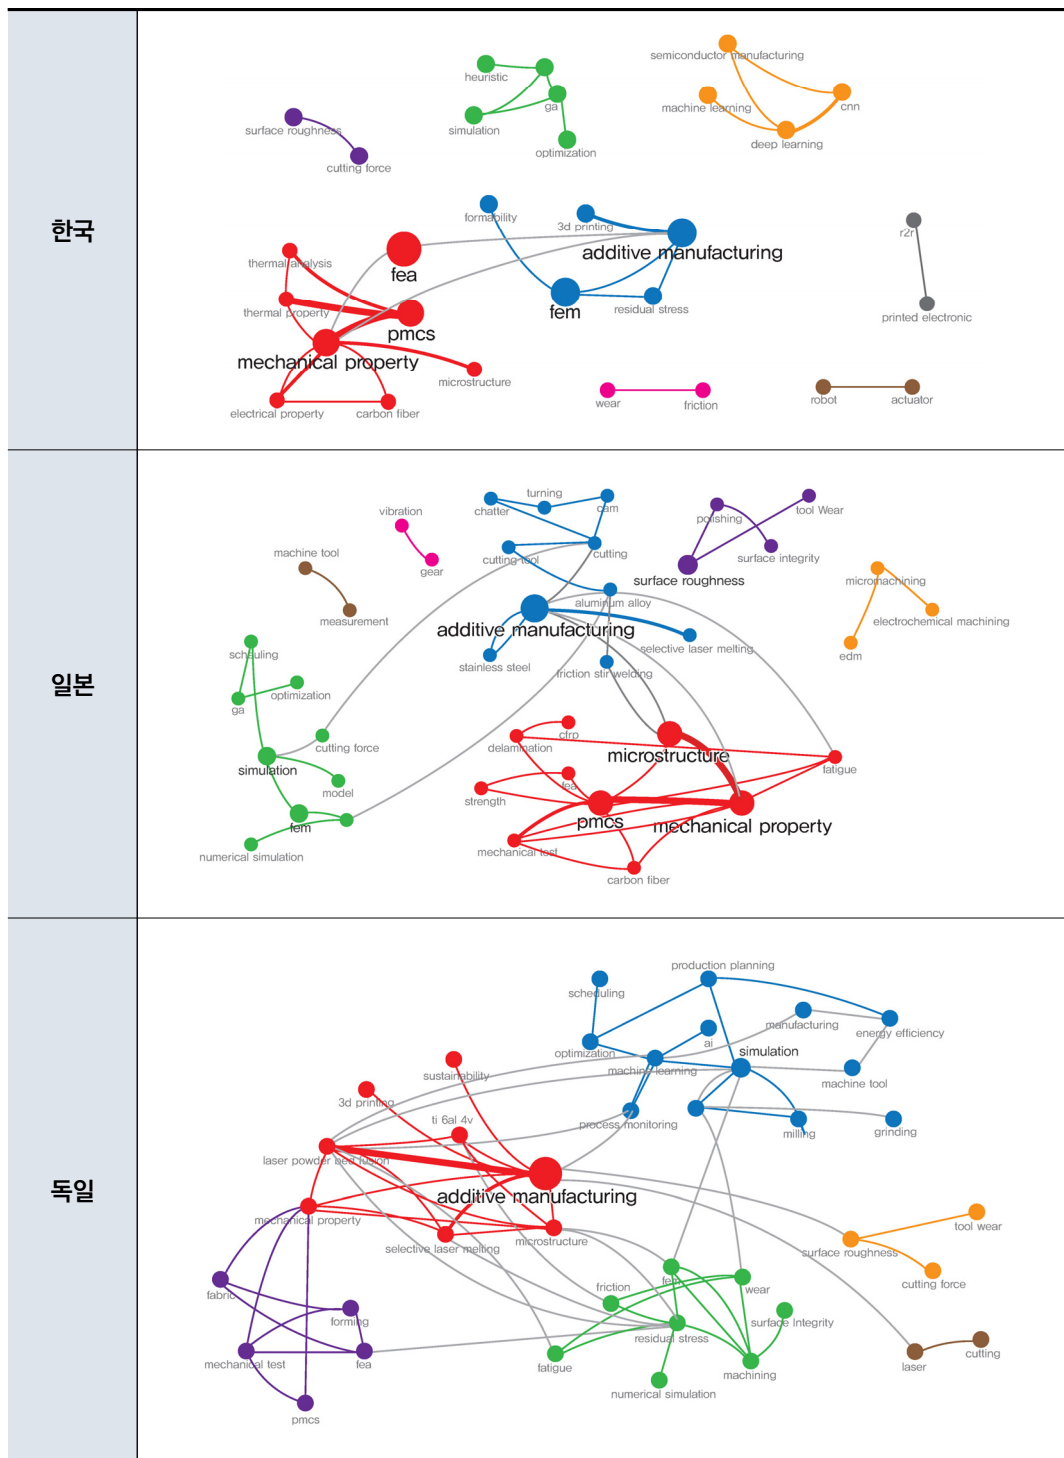 한국
heuristic
ga
simulation
optimization
semiconductor manufacturing
machine learning
cnn
deep learning
surface roughness
cutting force
formability
3d printing
additive manufacturing
fem
residual stress
r2r
printed electronic
thermal analysis
fea
thermal property
pmcs
mechanical property
microstructure
electrical property
carbon fiber
wear
friction
robot
actuator
일본
vibration
gear
machine tool
measurement
chatter
turning
cam
cutting tool
cutting
aluminum alloy
additive manufacturing
stainless steel
selective laser melting
friction stir welding
polishing
tool Wear
surface integrity
surface roughness
micromachining
electrochemical machining
edm
scheuling
ga
optimization
cutting force
simulation
model
fem
numerical simulation
cfrp
delamination
microstructure
fatigue
fea
strength
pmcs
mechanical property
mechanical test
carbon fiber
독일
production planning
scheduling
manufacturing
energy efficiency
ai
optimization
simulation
machine learning
machine tool
process monitoring
milling
grinding
sustainability
3d printing
ti 6al 4v
laser powder bed fusion
additive manufacturing
mechanical property
selective laser melting
microstructure
tool wear
surface roughness
cutting force
fabric
forming
mechanical test
fea
pmcs
friction
fem
wear
surface integrity
residual stress
fatigue
machining
numerical simulation
laser
cutting